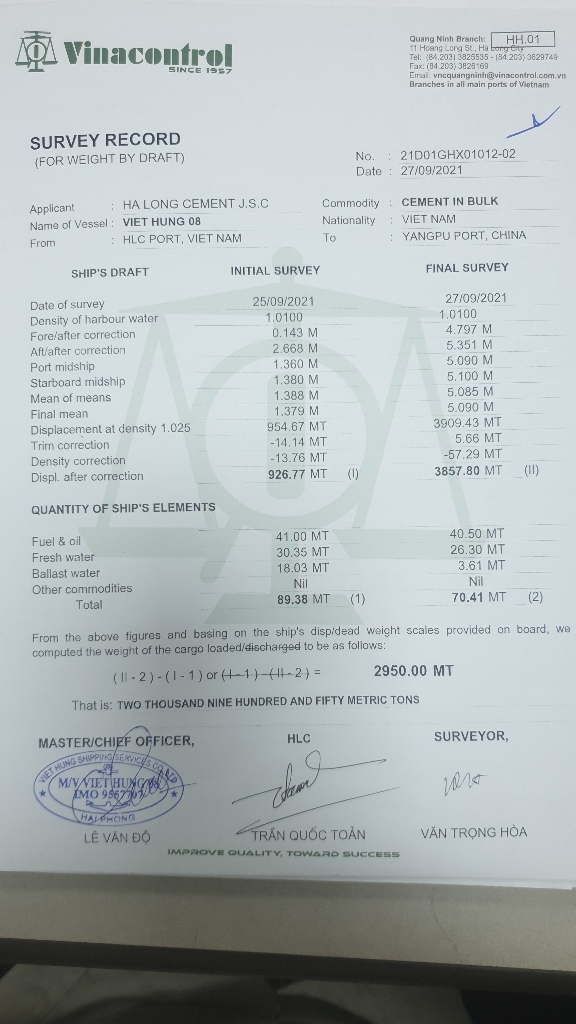 Vinacontrol
SINCE 1957
Quang Ninh Branch: HH.01
11 Hoang Long St., Ha Long City
Tel: (84.203) 3825535 - (84.203) 3629749
Fax: (84.203) 3826169
Email: vncquangninh@vinacontrol.com.vn
Branches in all main ports of Vietnam
SURVEY RECORD
(FOR WEIGHT BY DRAFT)
No. : 21D01GHX01012-02
Date : 27/09/2021
Applicant : HA LONG CEMENT J.S.C Commodity : CEMENT IN BULK
Name of Vessel : VIET HUNG 08 Nationality : VIET NAM
From : HLC PORT, VIET NAM To : YANGPU PORT, CHINA
SHIP'S DRAFT INITIAL SURVEY FINAL SURVEY
Date of survey 25/09/2021 27/09/2021
Density of harbour water 1.0100 1.0100
Fore/after correction 0.143 M 4.797 M
Aft/after correction 2.668 M 5.351 M
Port midship 1.360 M 5.090 M
Starboard midship 1.380 M 5.100 M
Mean of means 1.388 M 5.085 M
Final mean 1.379 M 5.090 M
Displacement at density 1.025 954.67 MT 3909.43 MT
Trim correction -14.14 MT 5.66 MT
Density correction -13.76 MT -57.29 MT
Displ. after correction 926.77 MT (I) 3857.80 MT (II)
QUANTITY OF SHIP'S ELEMENTS
Fuel & oil 41.00 MT 40.50 MT
Fresh water 30.35 MT 26.30 MT
Ballast water 18.03 MT 3.61 MT
Other commodities Nil Nil
Total 89.38 MT (1) 70.41 MT (2)
From the above figures and basing on the ship's disp/dead weight scales provided on board, we
computed the weight of the cargo loaded/discharged to be as follows:
( II - 2 ) - ( I - 1 ) or ( I - 1 ) - ( II - 2 ) = 2950.00 MT
That is: TWO THOUSAND NINE HUNDRED AND FIFTY METRIC TONS
MASTER/CHIEF OFFICER, HLC SURVEYOR,
VIET HUNG SHIPPING SERVICES CO.,LTD
M/V VIET HUNG 08
IMO 9567702
HAI PHONG
LÊ VĂN ĐỘ TRẦN QUỐC TOẢN VĂN TRỌNG HÒA
IMPROVE QUALITY, TOWARD SUCCESS